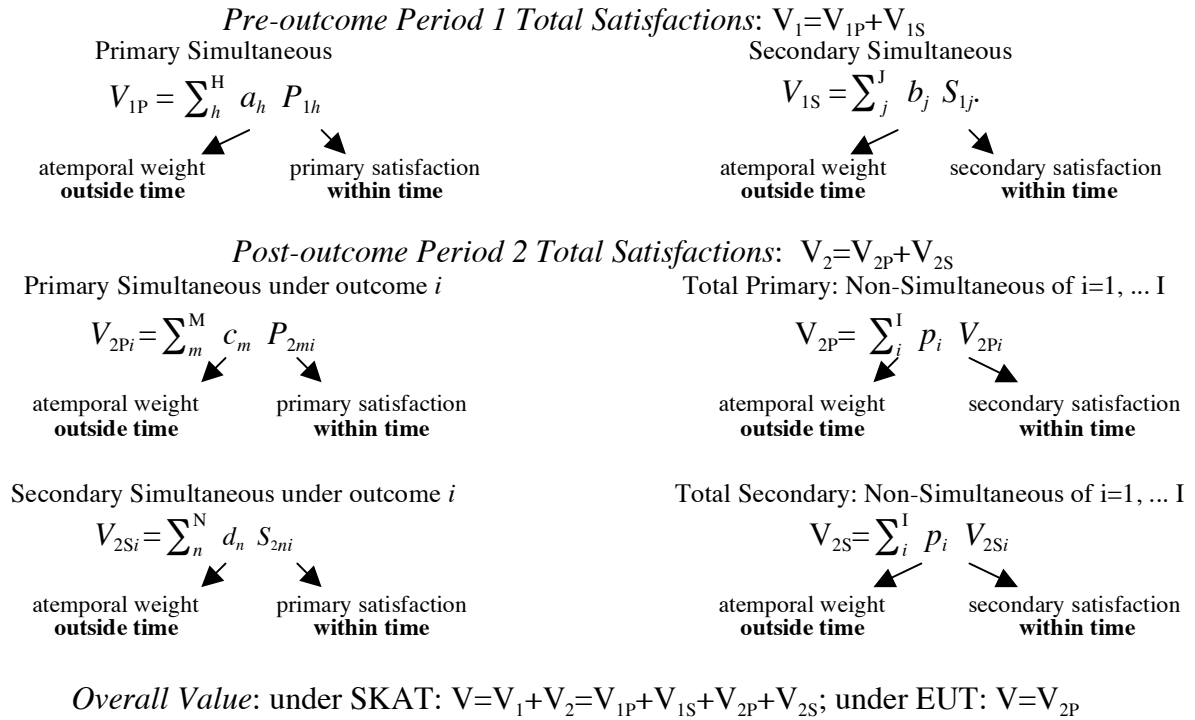 Pre-outcome Period 1 Total Satisfactions: V₁=V₁P+V₁S
Primary Simultaneous
V₁P = ∑ₕᴴ aₕ P₁ₕ
atemporal weight
outside time
primary satisfaction
within time
Secondary Simultaneous
V₁S = ∑ⱼᴶ bⱼ S₁ⱼ.
atemporal weight
outside time
secondary satisfaction
within time
Post-outcome Period 2 Total Satisfactions: V₂=V₂P+V₂S
Primary Simultaneous under outcome i
V₂Pi = ∑ₘᴹ cₘ P₂ₘᵢ
atemporal weight
outside time
primary satisfaction
within time
Total Primary: Non-Simultaneous of i=1, ... I
V₂P= ∑ᵢᴵ pᵢ V₂Pi
atemporal weight
outside time
secondary satisfaction
within time
Secondary Simultaneous under outcome i
V₂Si = ∑ₙᴺ dₙ S₂ₙᵢ
atemporal weight
outside time
primary satisfaction
within time
Total Secondary: Non-Simultaneous of i=1, ... I
V₂S= ∑ᵢᴵ pᵢ V₂Si
atemporal weight
outside time
secondary satisfaction
within time
Overall Value: under SKAT: V=V₁+V₂=V₁P+V₁S+V₂P+V₂S; under EUT: V=V₂P